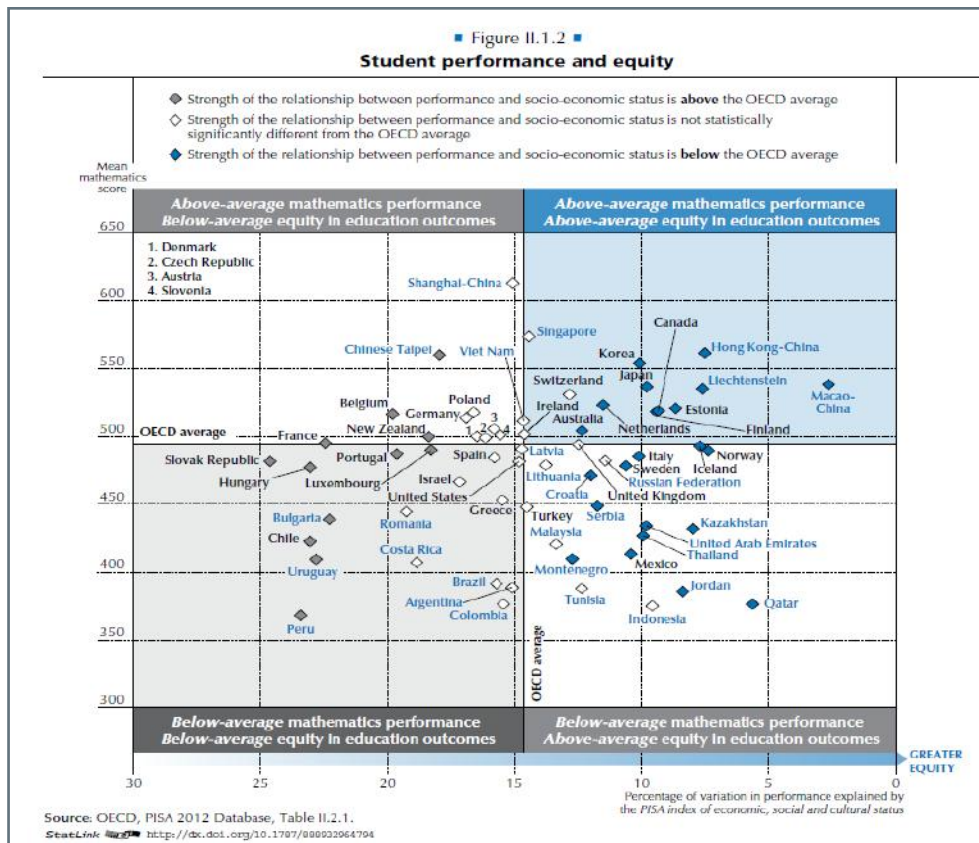 Figure II.1.2
Student performance and equity
Strength of the relationship between performance and socio-economic status is above the OECD average
Strength of the relationship between performance and socio-economic status is not statistically
significantly different from the OECD average
Strength of the relationship between performance and socio-economic status is below the OECD average
Mean
mathematics
score
Above-average mathematics performance
Below-average equity in education outcomes
Above-average mathematics performance
Above-average equity in education outcomes
650
1. Denmark
2. Czech Republic
3. Austria
4. Slovenia
Shanghai-China
600
Singapore
Canada
Chinese Taipei
Viet Nam
Korea
Hong Kong-China
550
Switzerland
Japan
Liechtenstein
Macao-
China
Belgium
Poland
Germany
3
Ireland
Australia
Estonia
New Zealand
1
2
4
Netherlands
Finland
500
OECD average
France
Slovak Republic
Portugal
Spain
Latvia
Italy
Norway
Iceland
Hungary
Luxembourg
Israel
Lithuania
Sweden
Russian Federation
United States
Croatia
United Kingdom
450
Greece
Turkey
Serbia
Bulgaria
Romania
Malaysia
Kazakhstan
Chile
United Arab Emirates
Costa Rica
Thailand
Uruguay
Montenegro
Mexico
400
Brazil
Argentina
Tunisia
Jordan
Colombia
Indonesia
Qatar
Peru
350
OECD average
300
Below-average mathematics performance
Below-average equity in education outcomes
Below-average mathematics performance
Above-average equity in education outcomes
GREATER
EQUITY
30
25
20
15
10
5
0
Percentage of variation in performance explained
by the PISA index of economic, social and cultural status
Source: OECD, PISA 2012 Database, Table II.2.1.
StatLink http://dx.doi.org/10.1787/888932964794